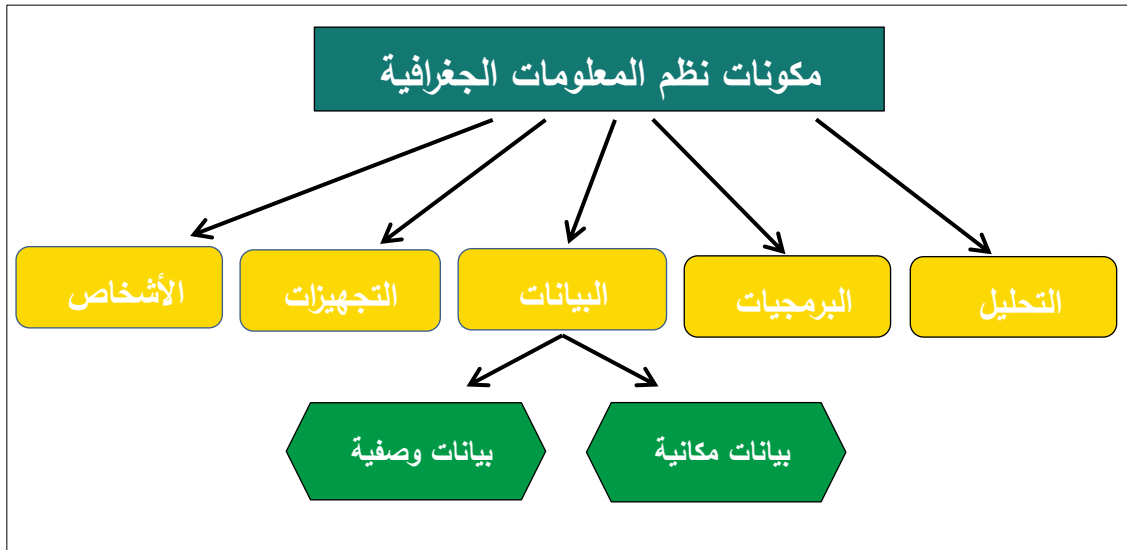 مكونات نظم المعلومات الجغرافية
التحليل
البرمجيات
البيانات
التجهيزات
الأشخاص
بيانات مكانية
بيانات وصفية